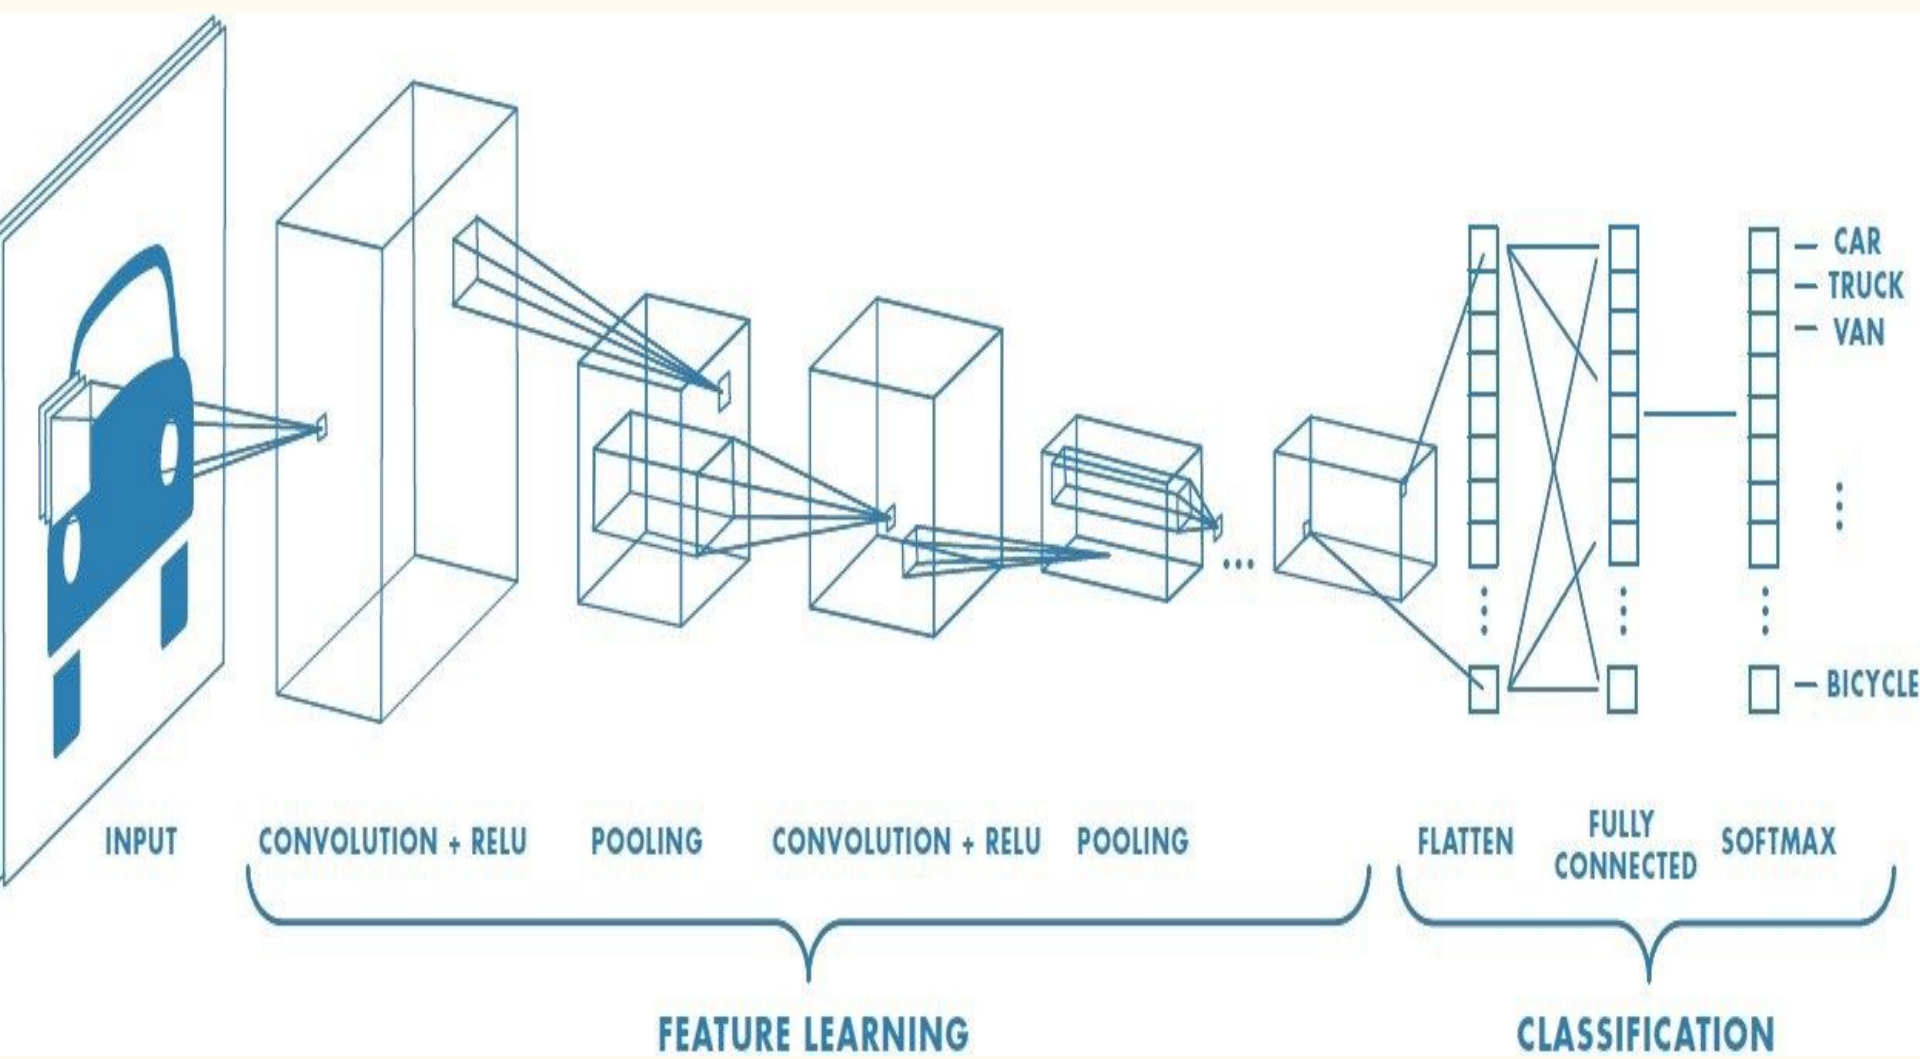 CAR
TRUCK
VAN
BICYCLE
INPUT
CONVOLUTION + RELU
POOLING
CONVOLUTION + RELU
POOLING
FLATTEN
FULLY
CONNECTED
SOFTMAX
FEATURE LEARNING
CLASSIFICATION